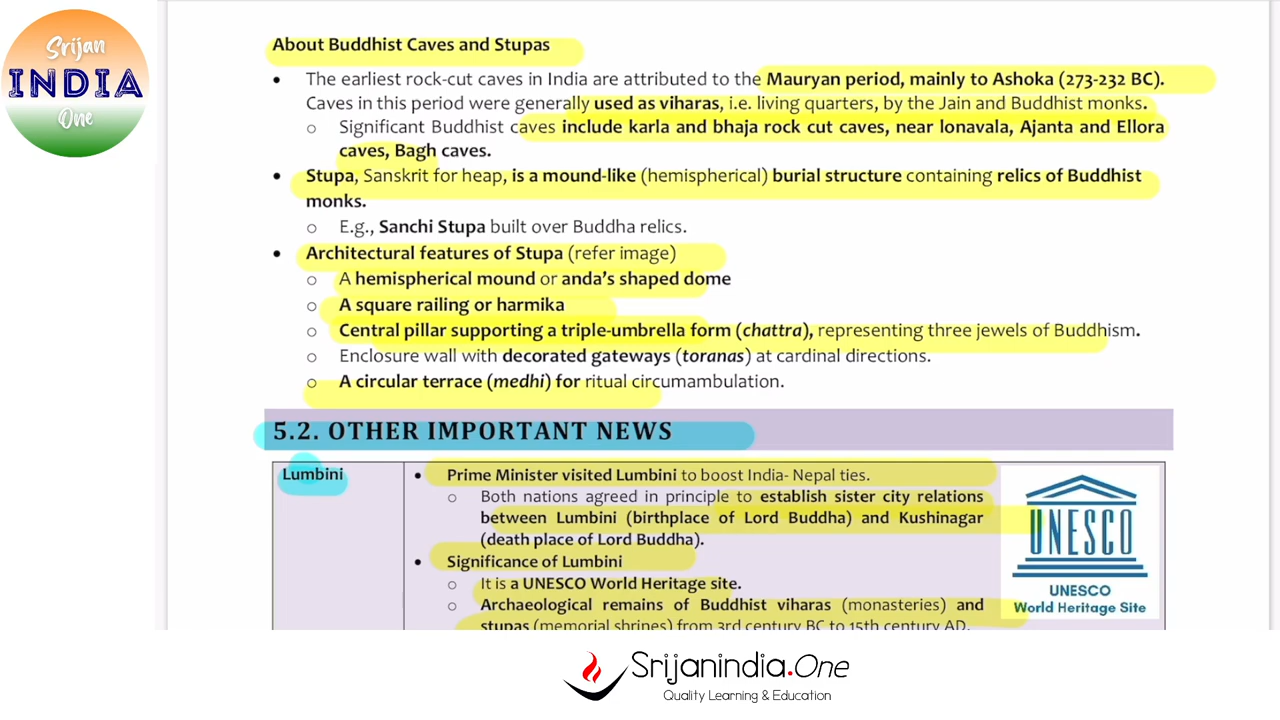 Srijan
INDIA
One
About Buddhist Caves and Stupas
• The earliest rock-cut caves in India are attributed to the Mauryan period, mainly to Ashoka (273-232 BC).
Caves in this period were generally used as viharas, i.e. living quarters, by the Jain and Buddhist monks.
o Significant Buddhist caves include karla and bhaja rock cut caves, near lonavala, Ajanta and Ellora
caves, Bagh caves.
• Stupa, Sanskrit for heap, is a mound-like (hemispherical) burial structure containing relics of Buddhist
monks.
o E.g., Sanchi Stupa built over Buddha relics.
• Architectural features of Stupa (refer image)
o A hemispherical mound or anda's shaped dome
o A square railing or harmika
o Central pillar supporting a triple-umbrella form (chattra), representing three jewels of Buddhism.
o Enclosure wall with decorated gateways (toranas) at cardinal directions.
o A circular terrace (medhi) for ritual circumambulation.
5.2. OTHER IMPORTANT NEWS
Lumbini
• Prime Minister visited Lumbini to boost India- Nepal ties.
o Both nations agreed in principle to establish sister city relations
between Lumbini (birthplace of Lord Buddha) and Kushinagar
(death place of Lord Buddha).
• Significance of Lumbini
o It is a UNESCO World Heritage site.
o Archaeological remains of Buddhist viharas (monasteries) and
stupas (memorial shrines) from 3rd century BC to 15th century AD.
UNESCO
UNESCO
World Heritage Site
Srijanindia.One
Quality Learning & Education